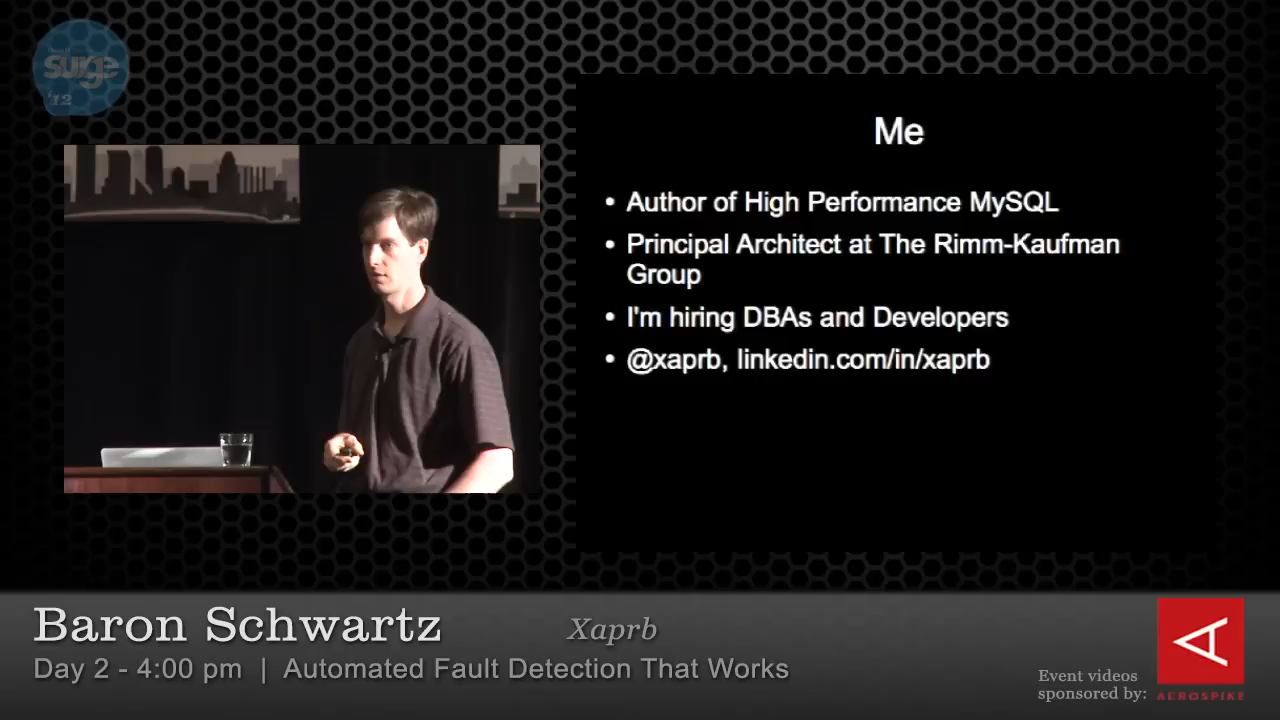 surge
'12
Me
• Author of High Performance MySQL
• Principal Architect at The Rimm-Kaufman
Group
• I'm hiring DBAs and Developers
• @xaprb, linkedin.com/in/xaprb
Baron Schwartz
Xaprb
Day 2 - 4:00 pm | Automated Fault Detection That Works
Event videos
sponsored by:
AEROSPIKE